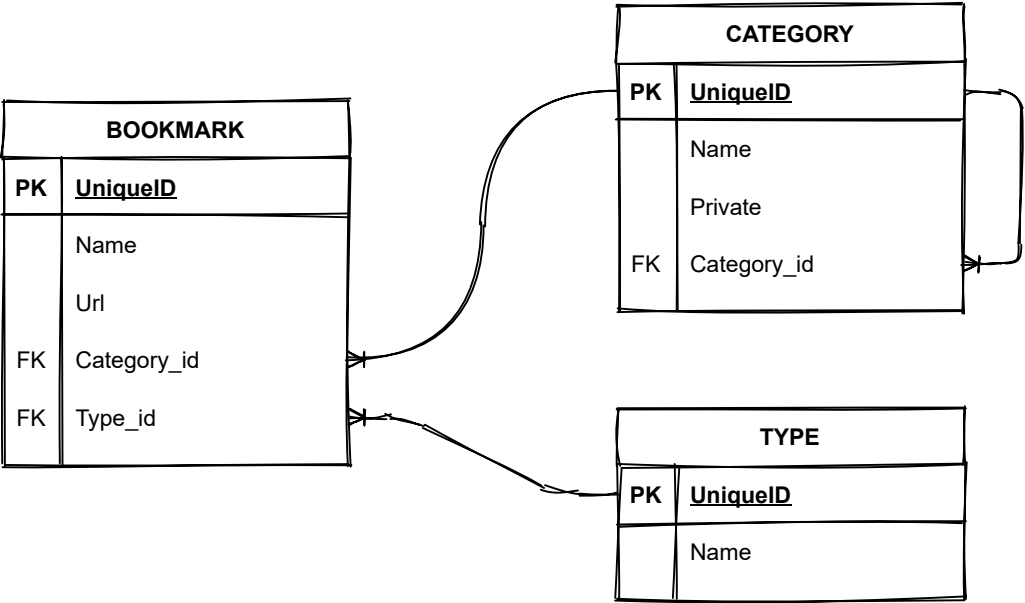 BOOKMARK
PK UniqueID
Name
Url
FK Category_id
FK Type_id
CATEGORY
PK UniqueID
Name
Private
FK Category_id
TYPE
PK UniqueID
Name